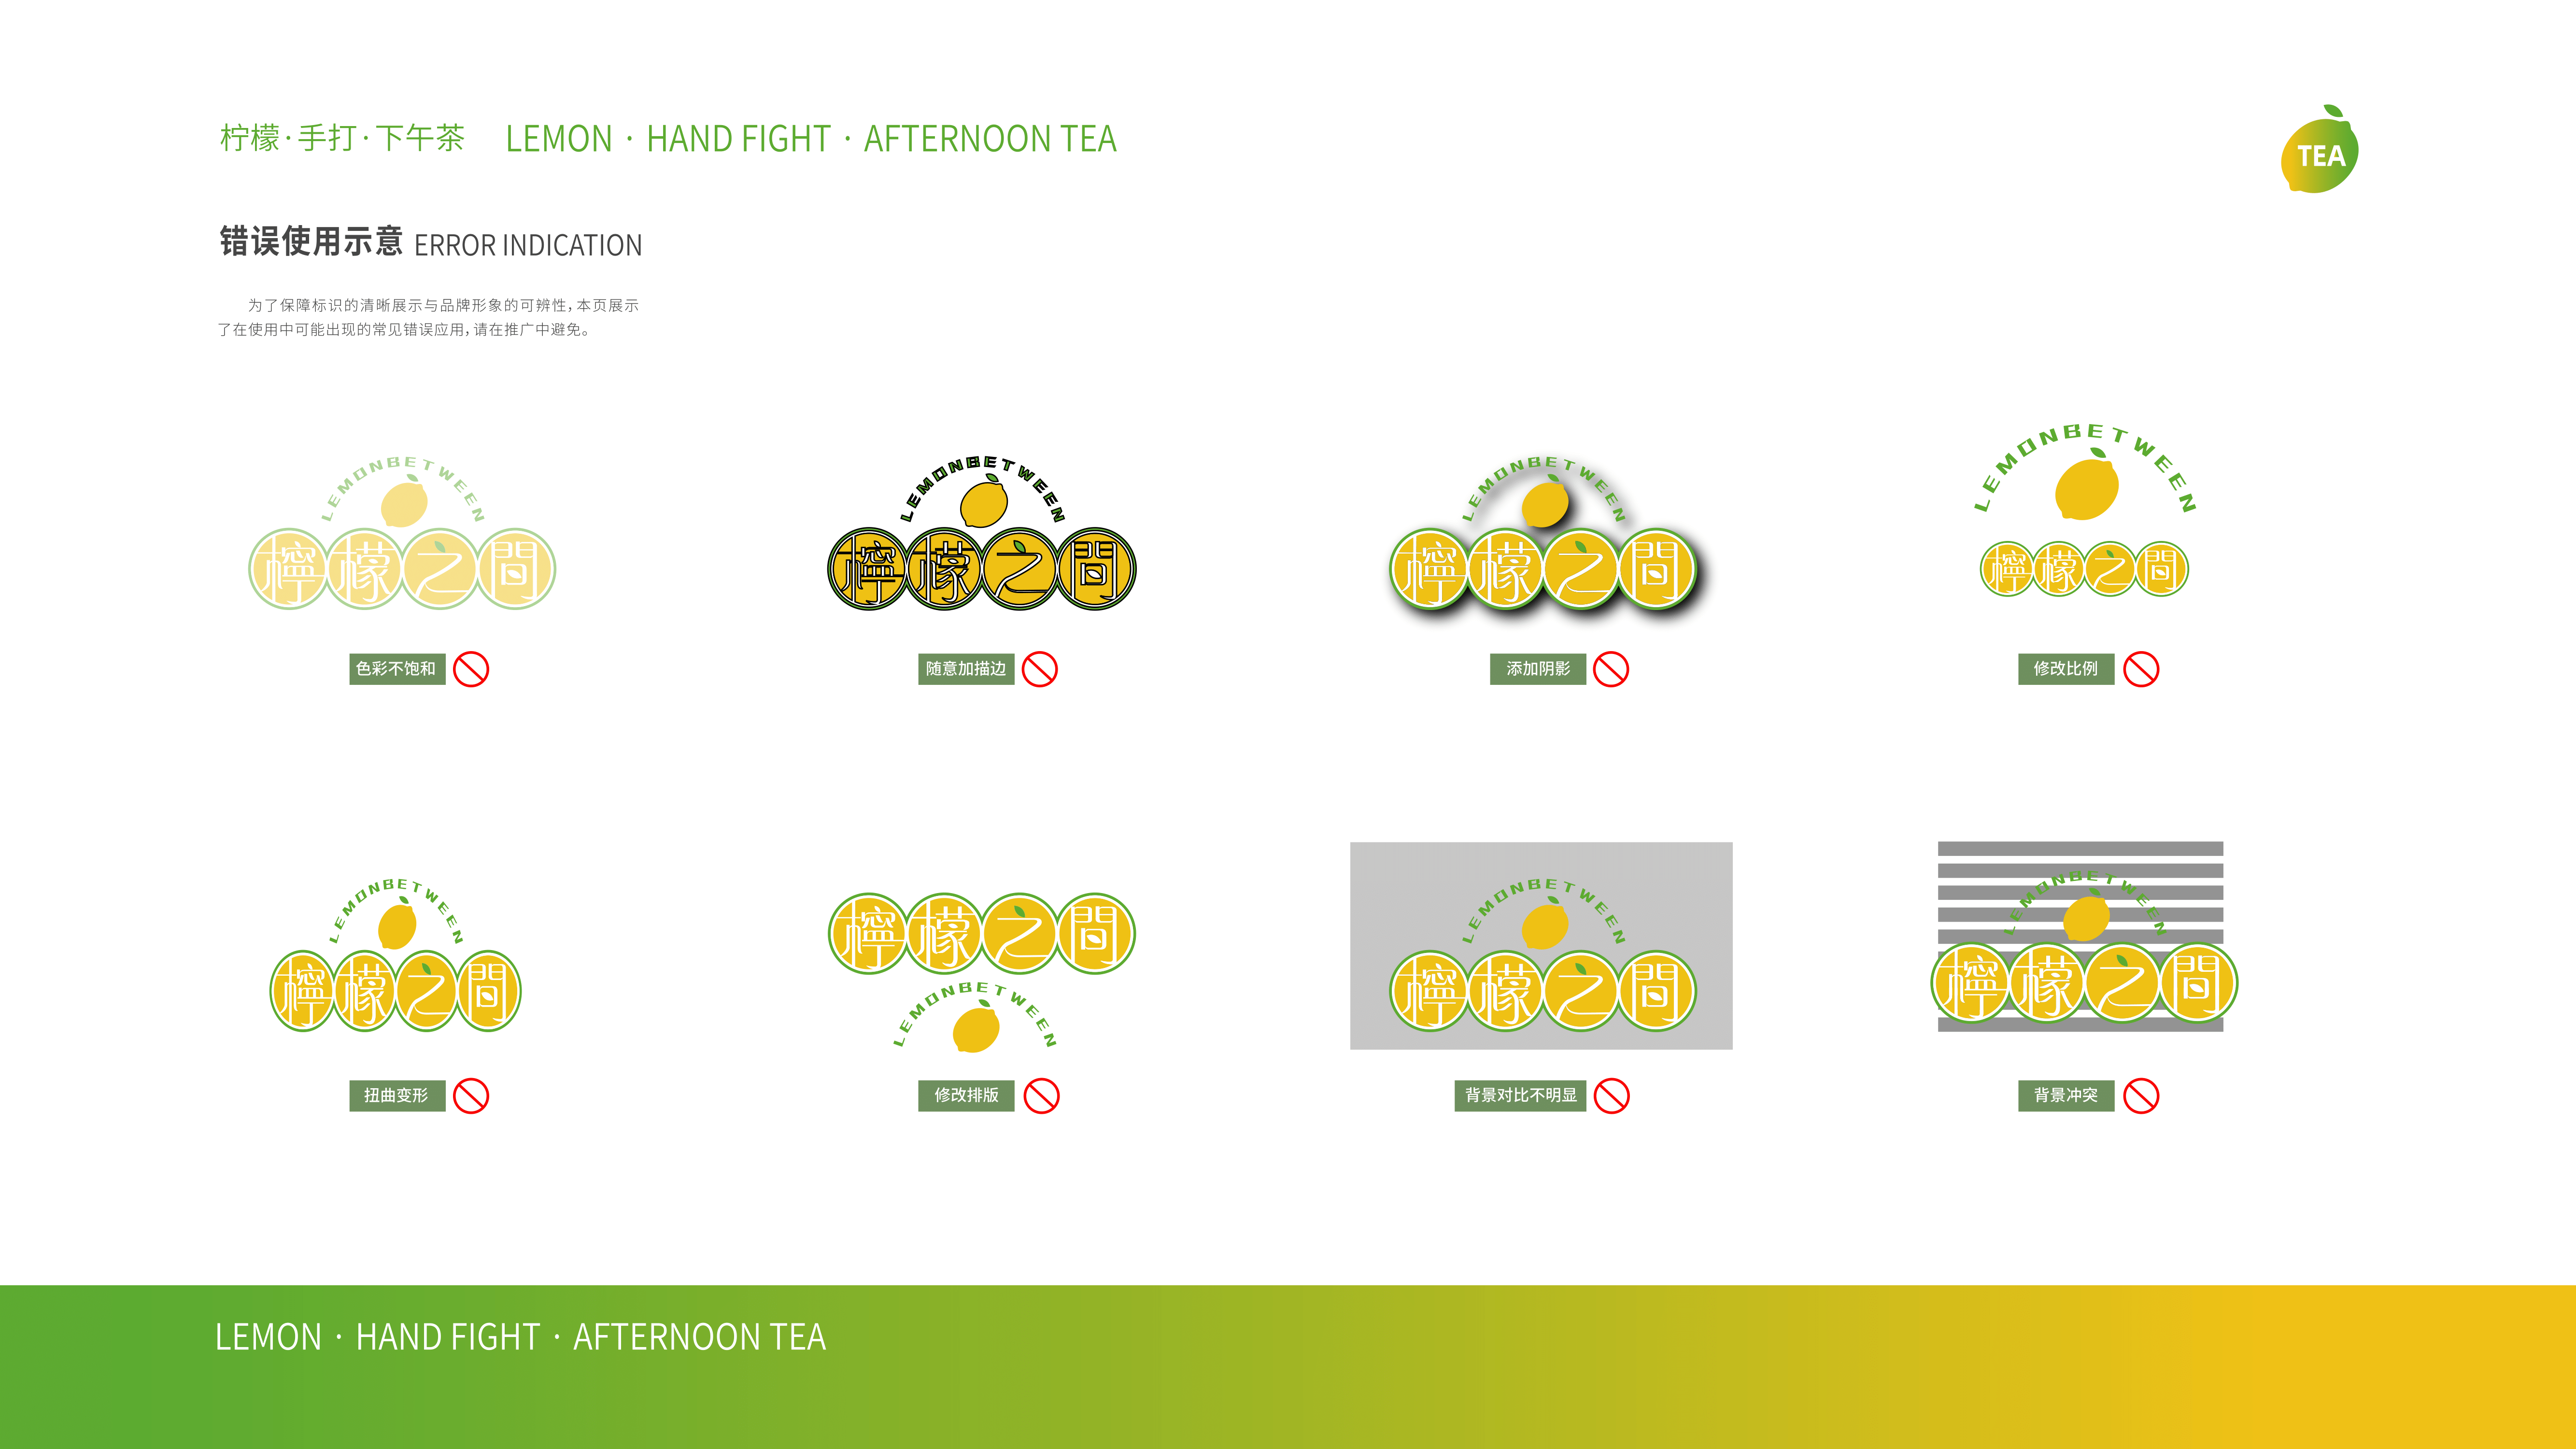 柠檬·手打·下午茶 LEMON · HAND FIGHT · AFTERNOON TEA
TEA
错误使用示意 ERROR INDICATION
为了保障标识的清晰展示与品牌形象的可辨性,本页展示
了在使用中可能出现的常见错误应用,请在推广中避免。
LEMONBETWEEN
檸檬之間
LEMONBETWEEN
檸檬之間
LEMONBETWEEN
檸檬之間
LEMONBETWEEN
檸檬之間
色彩不饱和
随意加描边
添加阴影
修改比例
LEMONBETWEEN
檸檬之間
檸檬之間
LEMONBETWEEN
LEMONBETWEEN
檸檬之間
LEMONBETWEEN
檸檬之間
扭曲变形
修改排版
背景对比不明显
背景冲突
LEMON · HAND FIGHT · AFTERNOON TEA